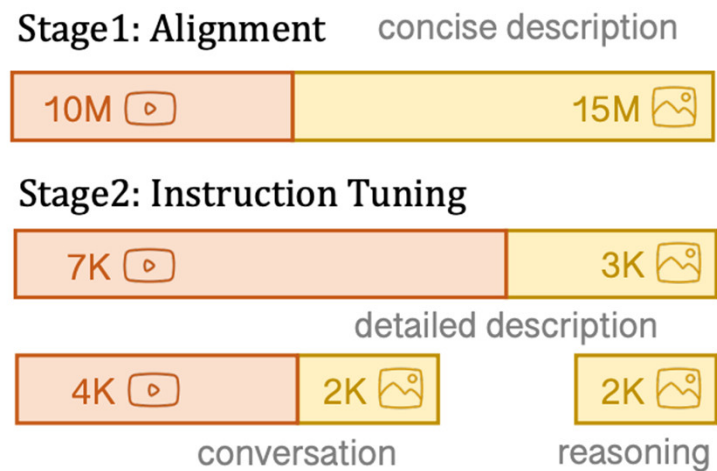 Stage1: Alignment concise description
10M 15M
Stage2: Instruction Tuning
7K 3K
detailed description
4K 2K 2K
conversation reasoning